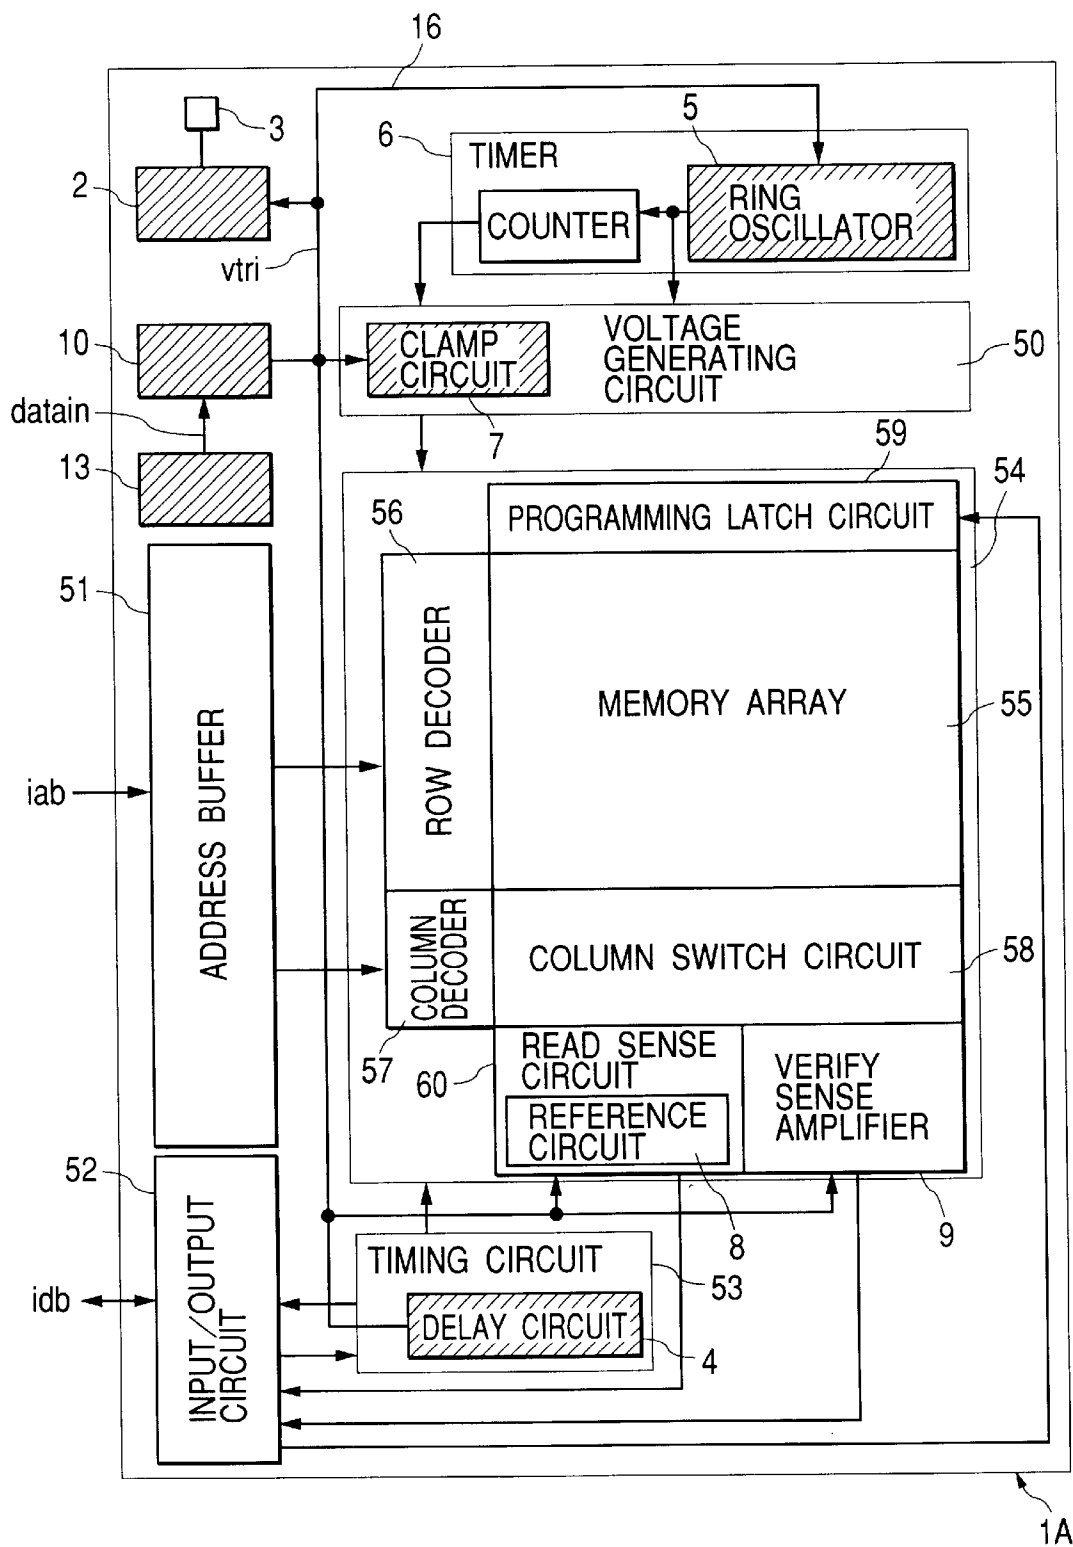 16
3
2
6
5
TIMER
RING
OSCILLATOR
COUNTER
vtri
10
CLAMP
CIRCUIT
VOLTAGE
GENERATING
CIRCUIT
50
datain
7
13
59
54
56
PROGRAMMING LATCH CIRCUIT
51
ROW DECODER
MEMORY ARRAY
55
iab
ADDRESS BUFFER
COLUMN
DECODER
COLUMN SWITCH CIRCUIT
58
57
60
READ SENSE
CIRCUIT
REFERENCE
CIRCUIT
VERIFY
SENSE
AMPLIFIER
52
8
9
TIMING CIRCUIT
53
idb
INPUT/OUTPUT
CIRCUIT
DELAY CIRCUIT
4
1A